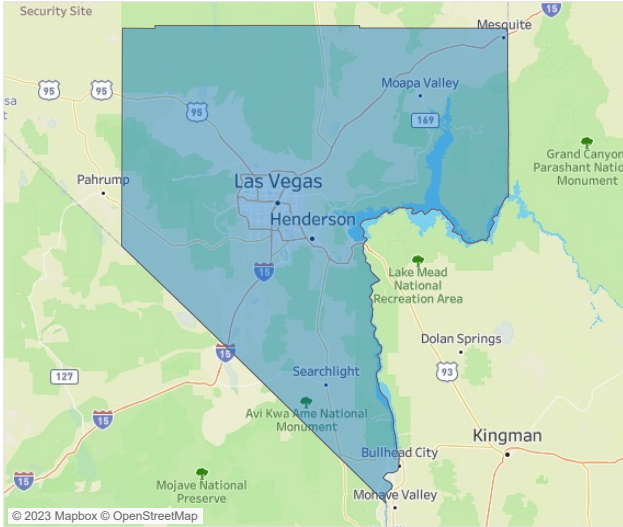 Security Site
15
Mesquite
95
95
95
Moapa Valley
169
sa
t
Grand Canyon
Parashant Natio
Monument
Pahrump
Las Vegas
Henderson
15
Lake Mead
National
Recreation Area
Dolan Springs
15
93
127
Searchlight
Avi Kwa Ame National
Monument
15
Kingman
Bullhead City
Mojave National
Preserve
15
Mohave Valley
© 2023 Mapbox © OpenStreetMap